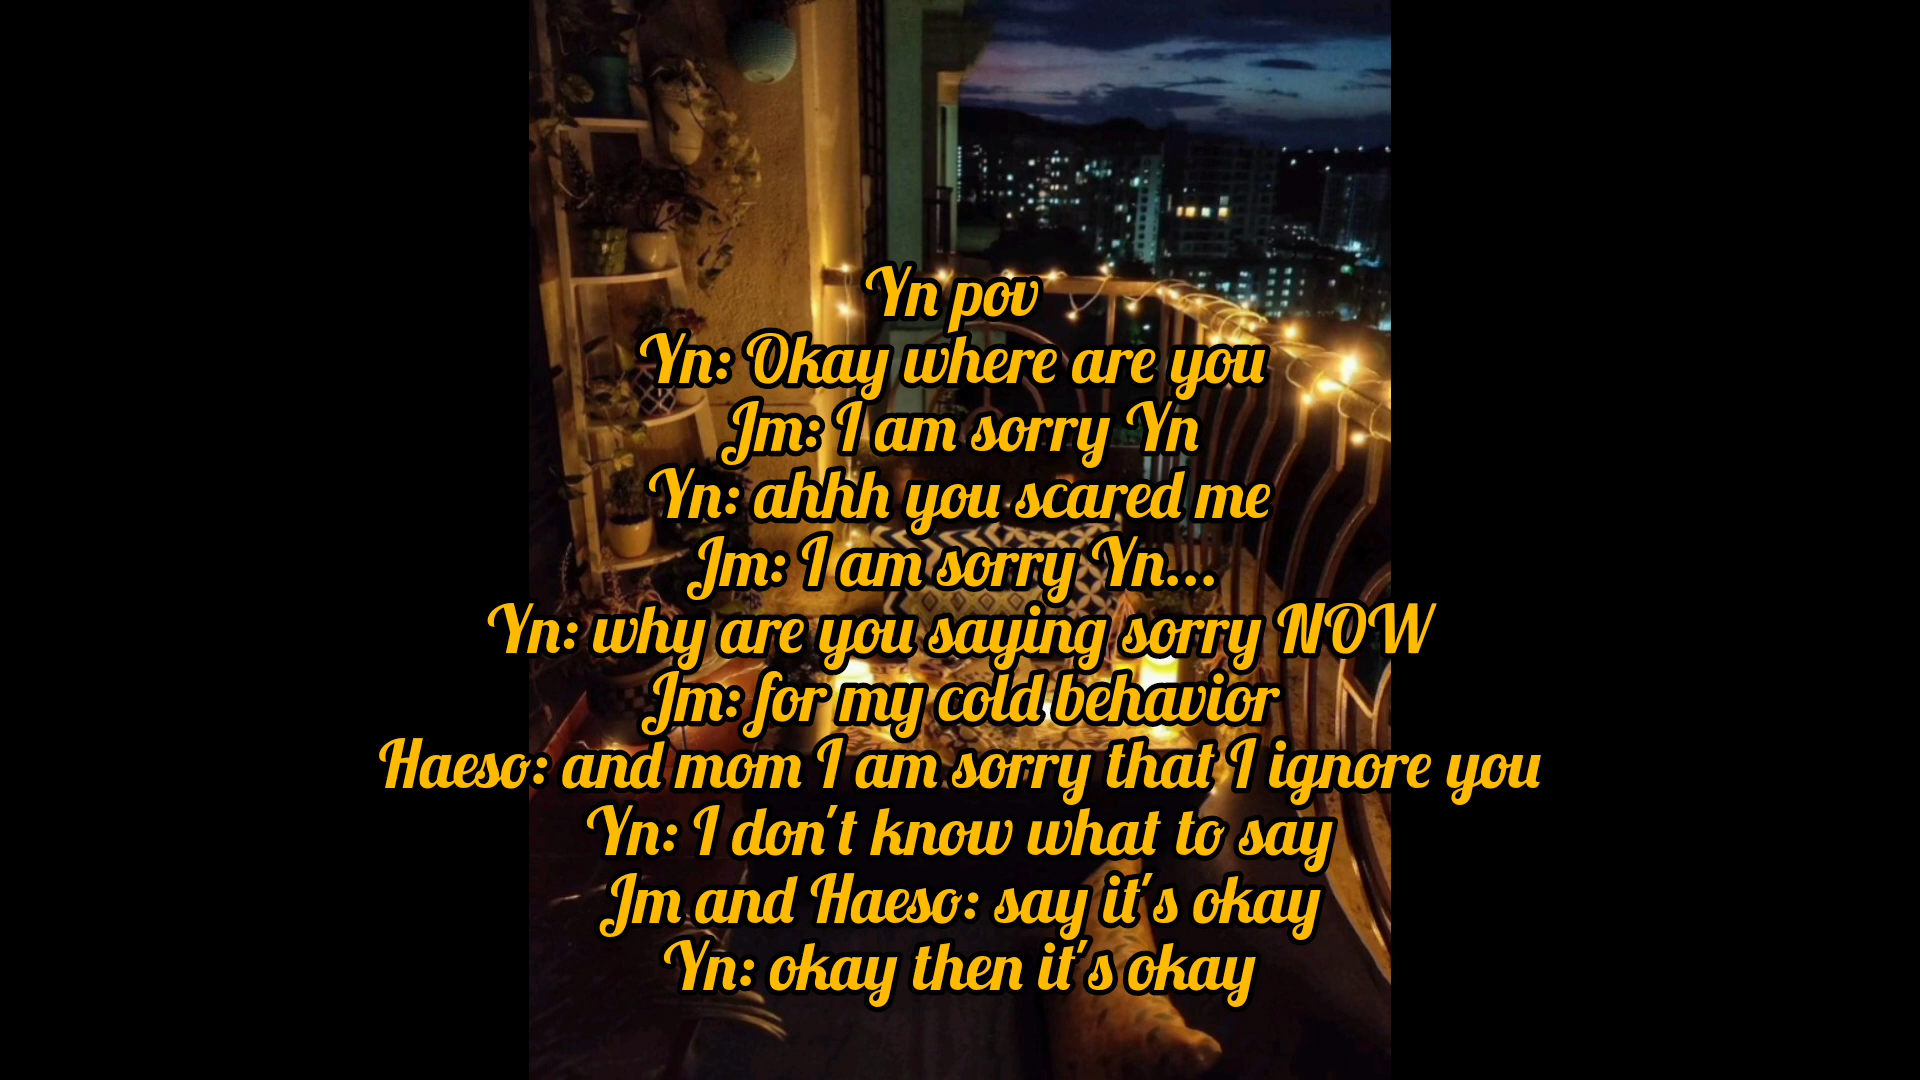 Yn pov
Yn: Okay where are you
Jm: I am sorry Yn
Yn: ahhh you scared me
Jm: I am sorry Yn...
Yn: why are you saying sorry NOW
Jm: for my cold behavior
Haeso: and mom I am sorry that I ignore you
Yn: I don't know what to say
Jm and Haeso: say it's okay
Yn: okay then it's okay